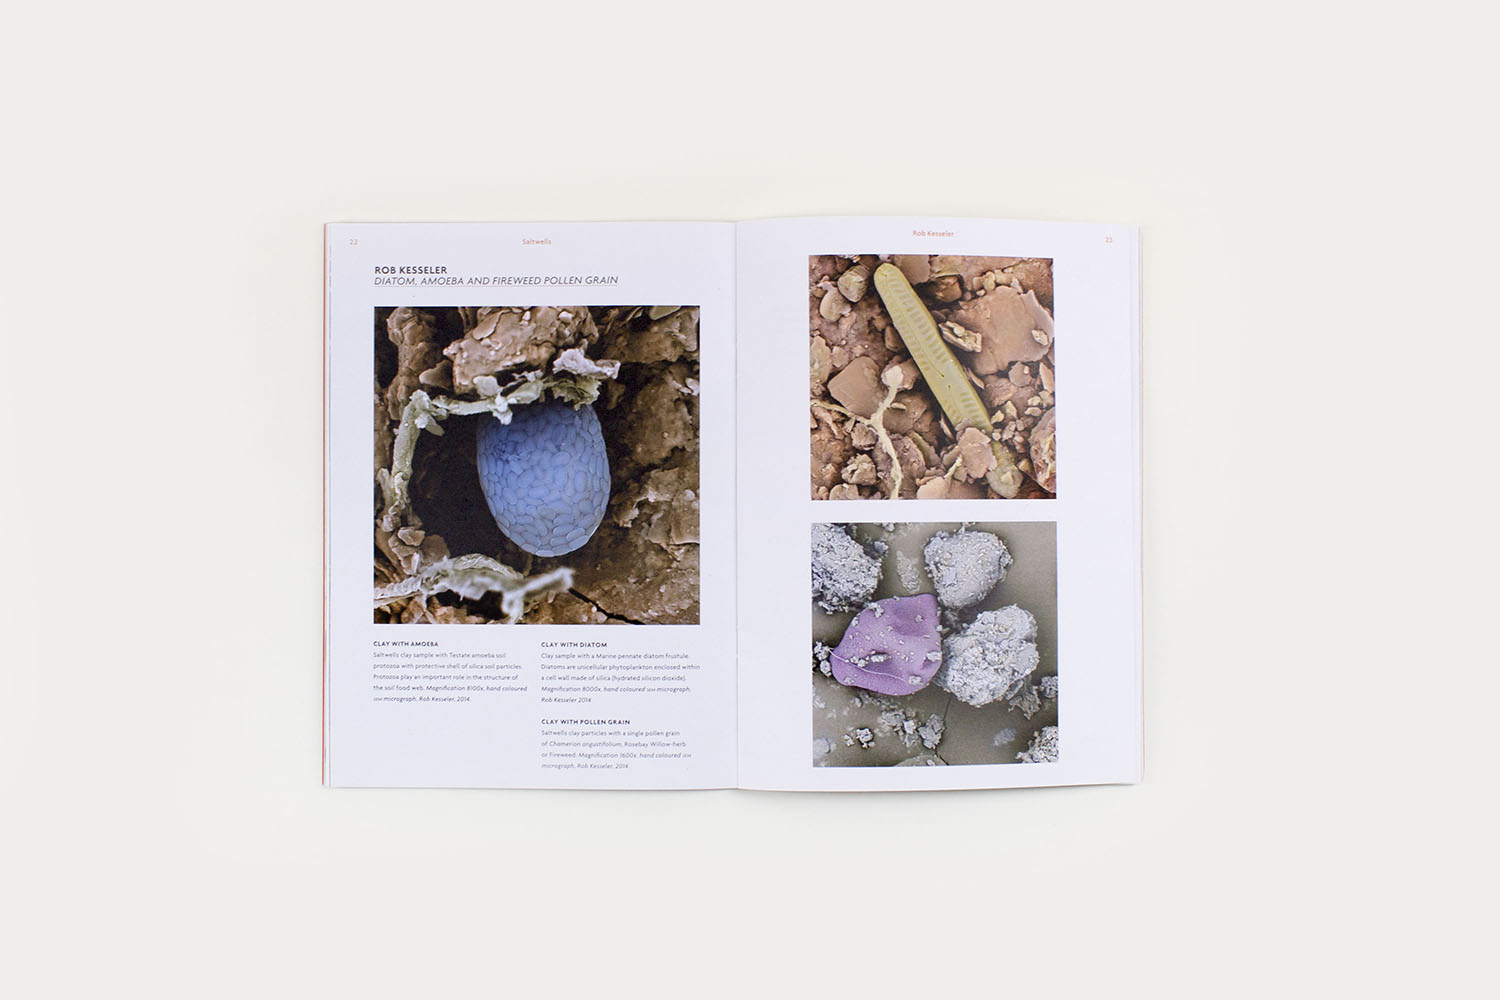 22
Saltwells
ROB KESSELER
DIATOM, AMOEBA AND FIREWEED POLLEN GRAIN
CLAY WITH AMOEBA
Saltwells clay sample with Testate amoeba soil
protozoa with protective shell of silica soil particles.
Protozoa play an important role in the structure of
the soil food web. Magnification 8100x, hand coloured
SEM micrograph, Rob Kesseler, 2014.
CLAY WITH DIATOM
Clay sample with a Marine pennate diatom frustule.
Diatoms are unicellular phytoplankton enclosed within
a cell wall made of silica (hydrated silicon dioxide).
Magnification 8000x, hand coloured SEM micrograph,
Rob Kesseler 2014.
CLAY WITH POLLEN GRAIN
Saltwells clay particles with a single pollen grain
of Chamerion angustifolium, Rosebay Willow-herb
or Fireweed. Magnification 1600x, hand coloured SEM
micrograph, Rob Kesseler, 2014.
Rob Kesseler
23